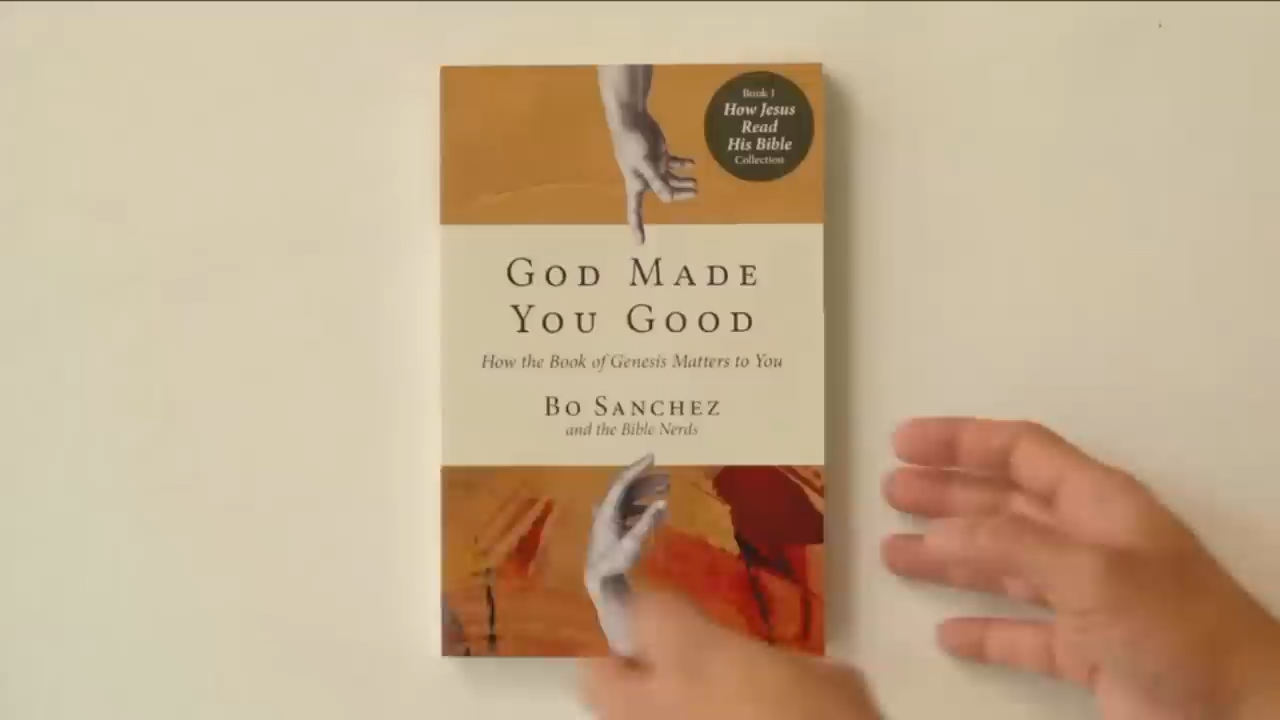 Book 1
How Jesus
Read
His Bible
Collection
God Made
You Good
How the Book of Genesis Matters to You
Bo Sanchez
and the Bible Nerds